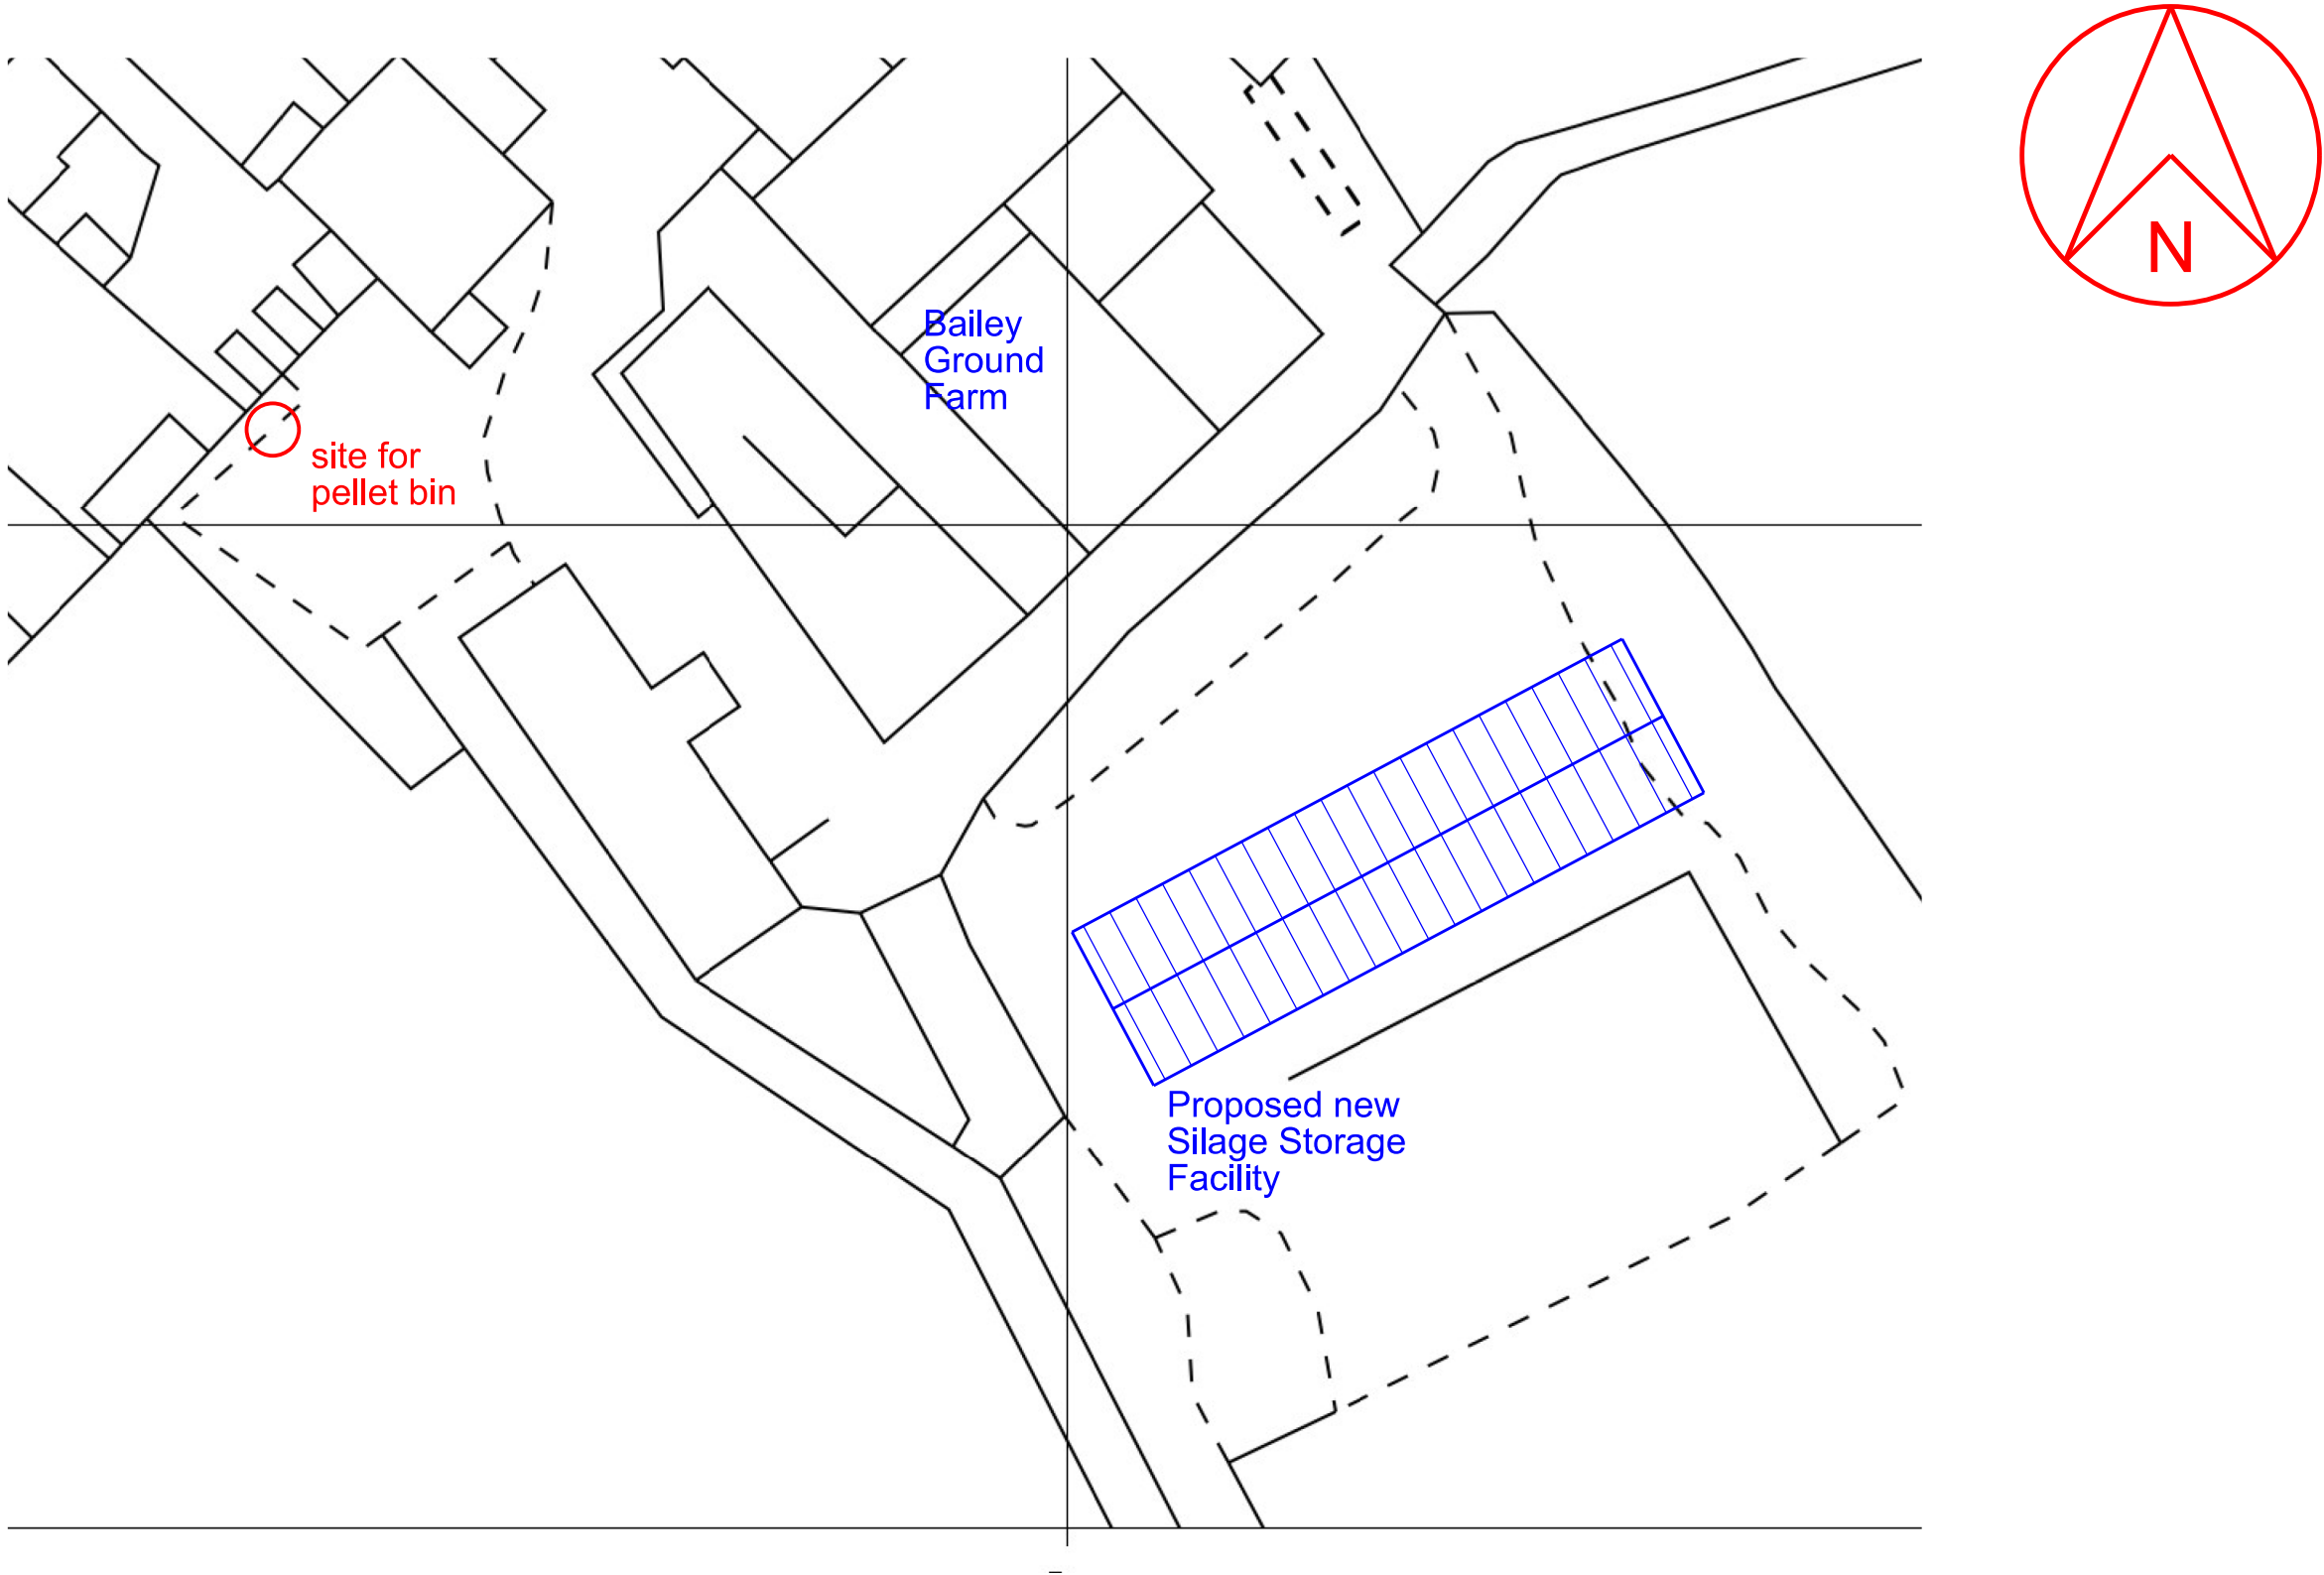 N
Bailey
Ground
Farm
site for
pellet bin
Proposed new
Silage Storage
Facility